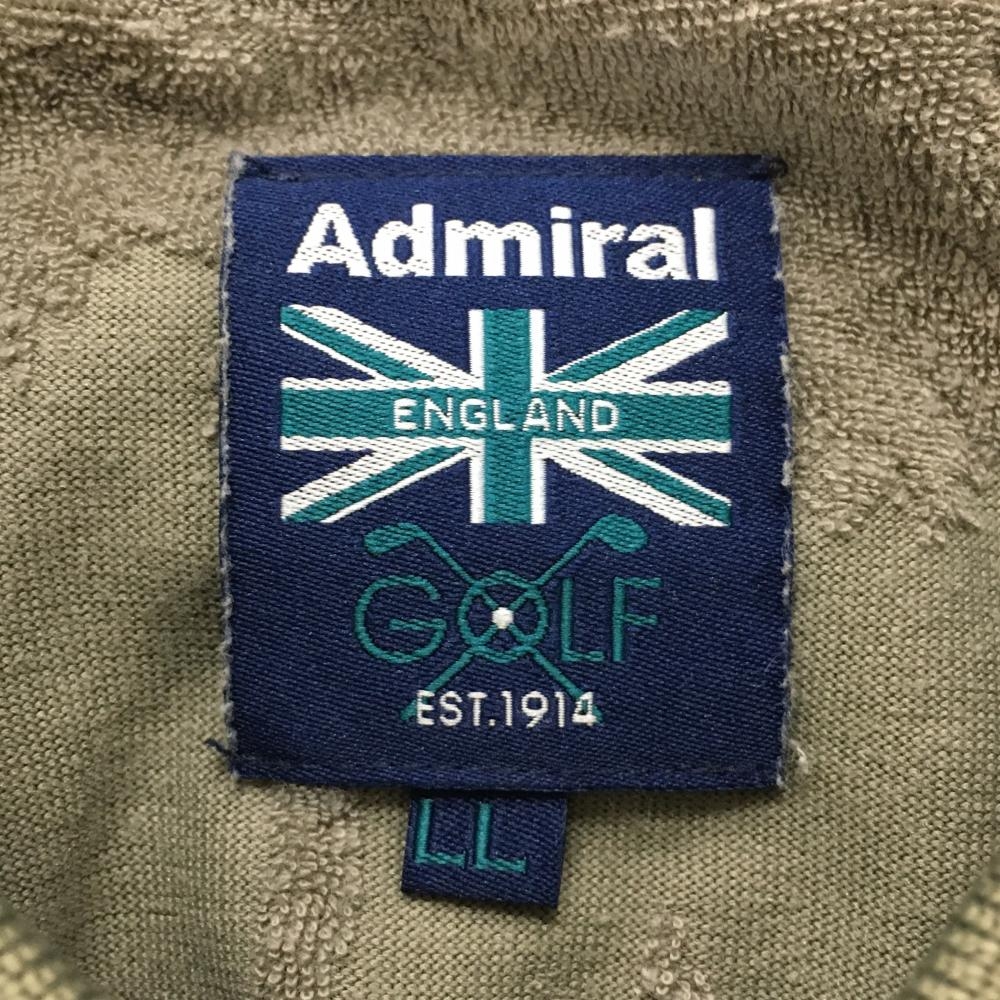 Admiral
ENGLAND
GOLF
EST.1914
LL